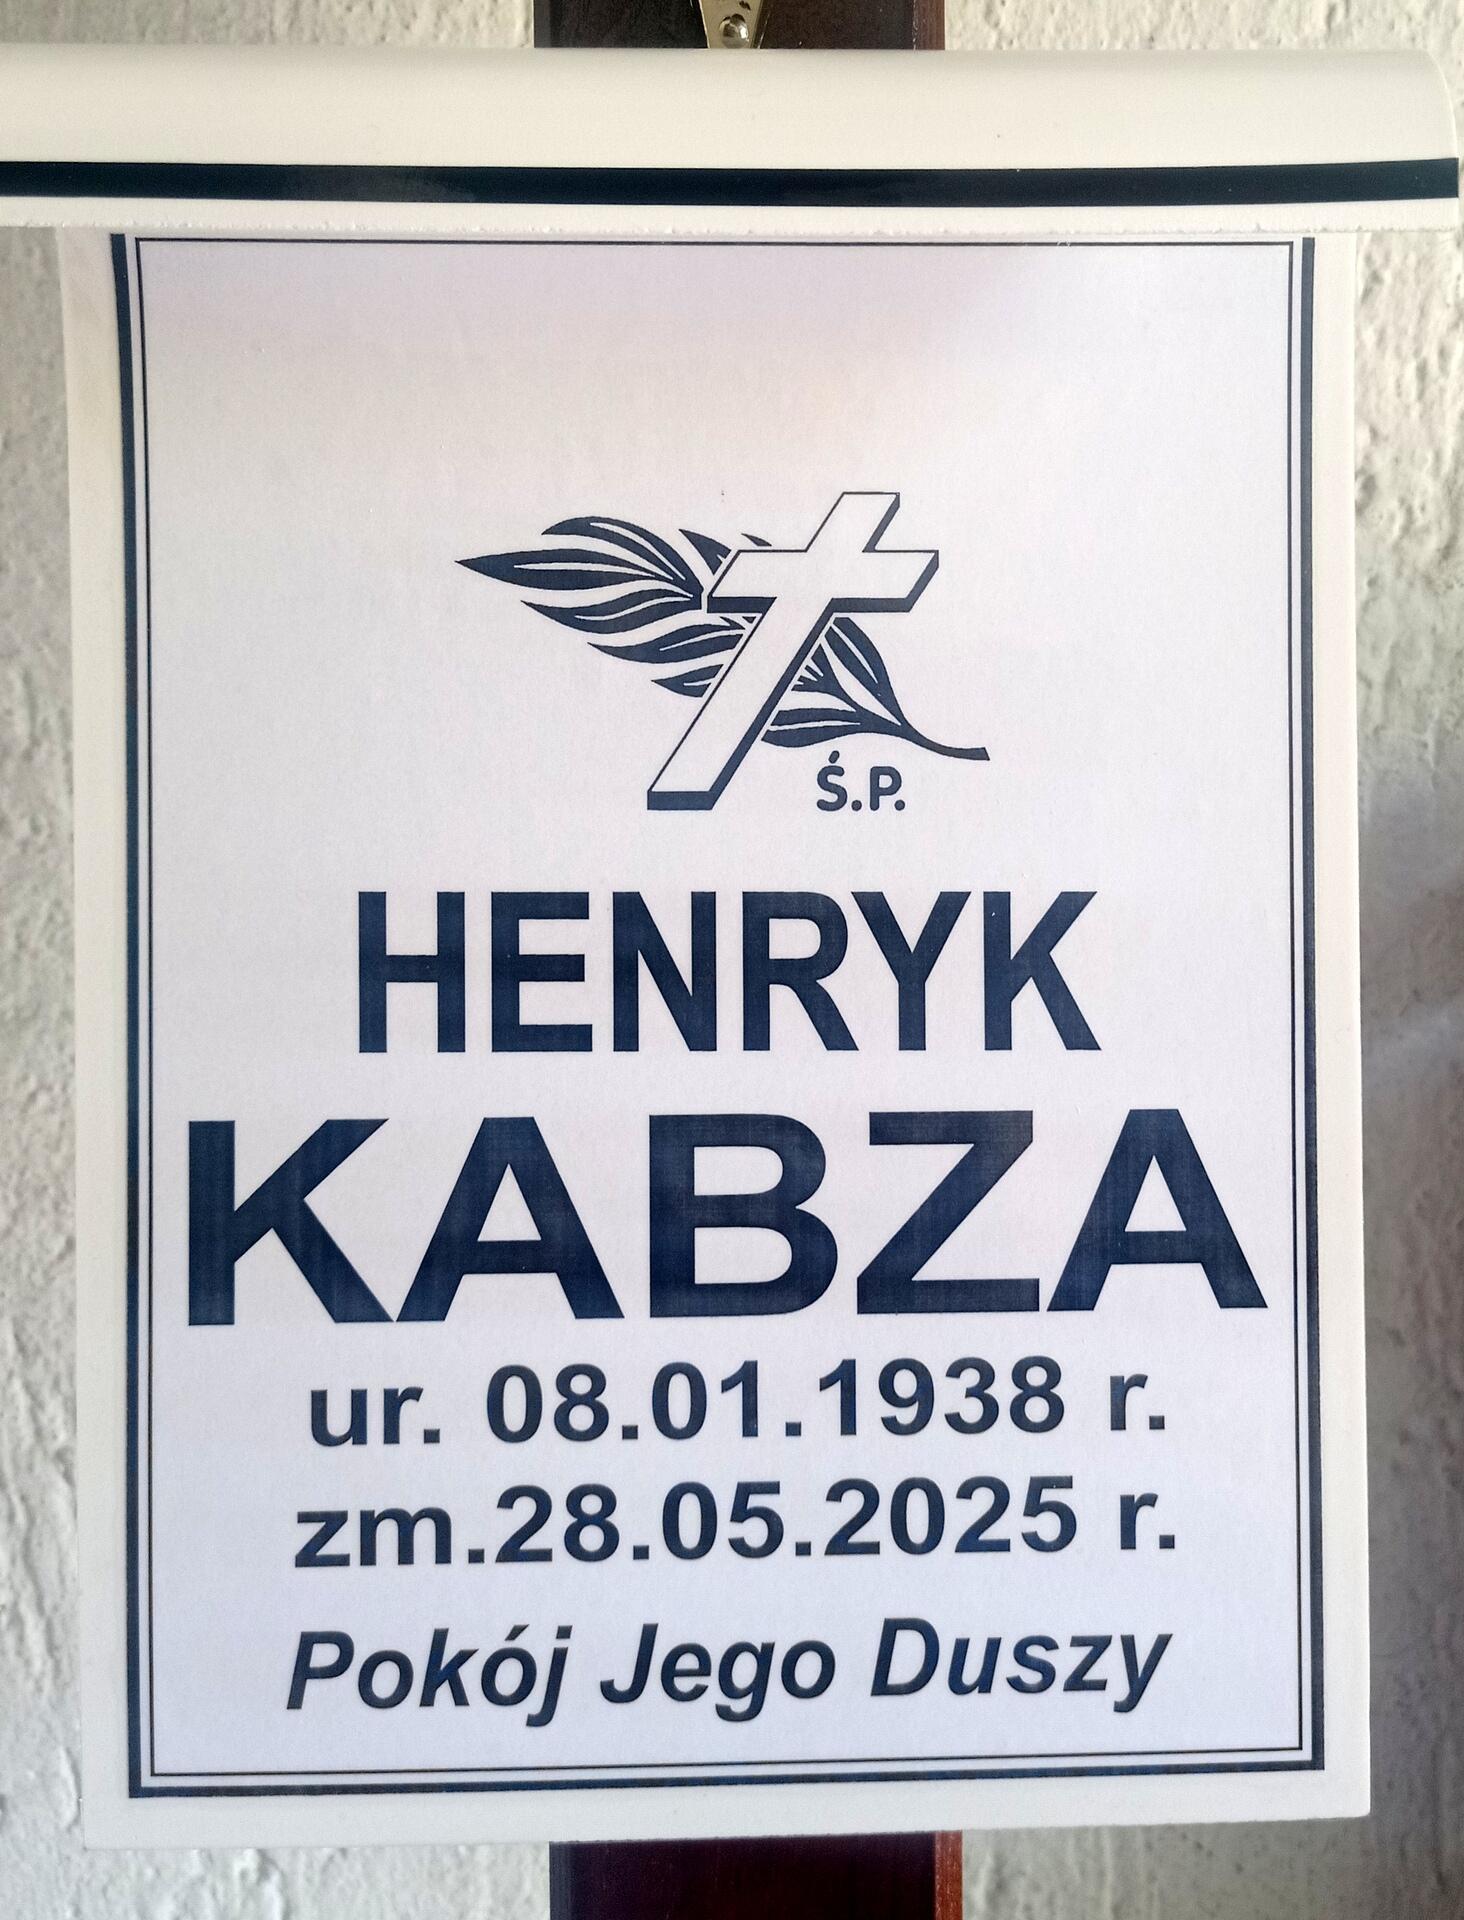 Ś.P.
HENRYK
KABZA
ur. 08.01.1938 r.
zm.28.05.2025 r.
Pokój Jego Duszy